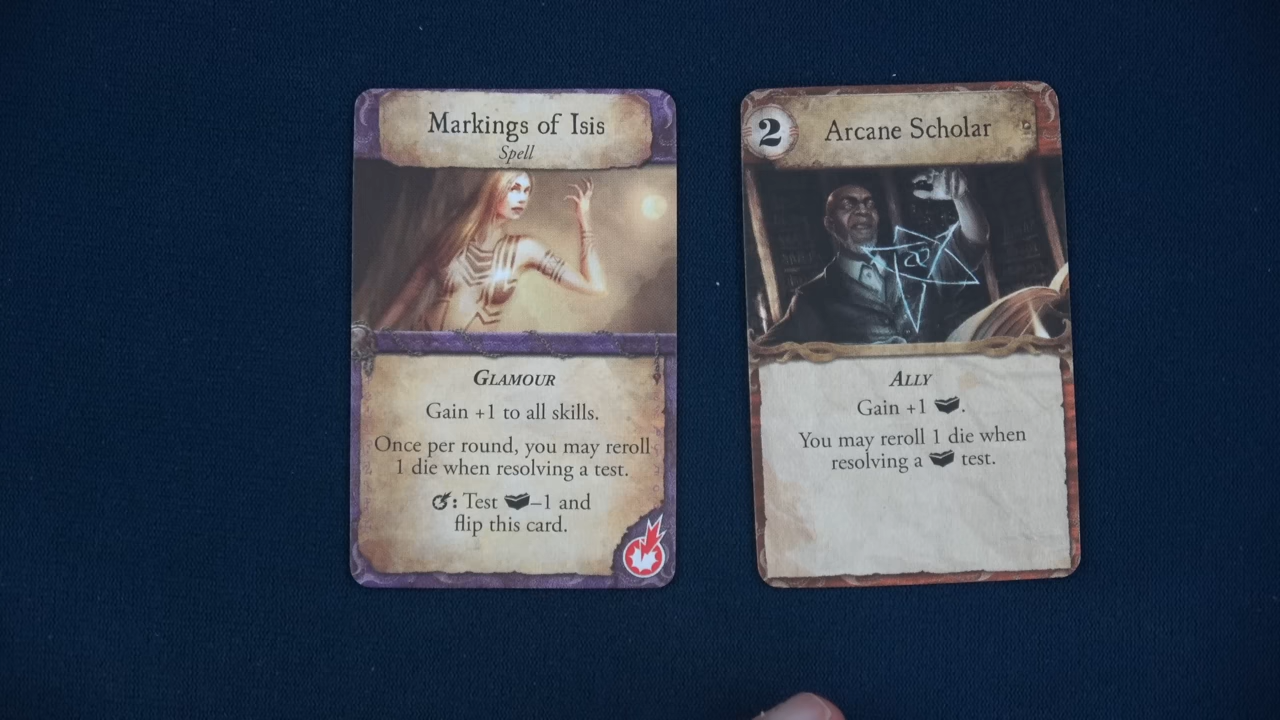 Markings of Isis
Spell
GLAMOUR
Gain +1 to all skills.
Once per round, you may reroll
1 die when resolving a test.
: Test –1 and
flip this card.
2
Arcane Scholar
ALLY
Gain +1 .
You may reroll 1 die when
resolving a test.